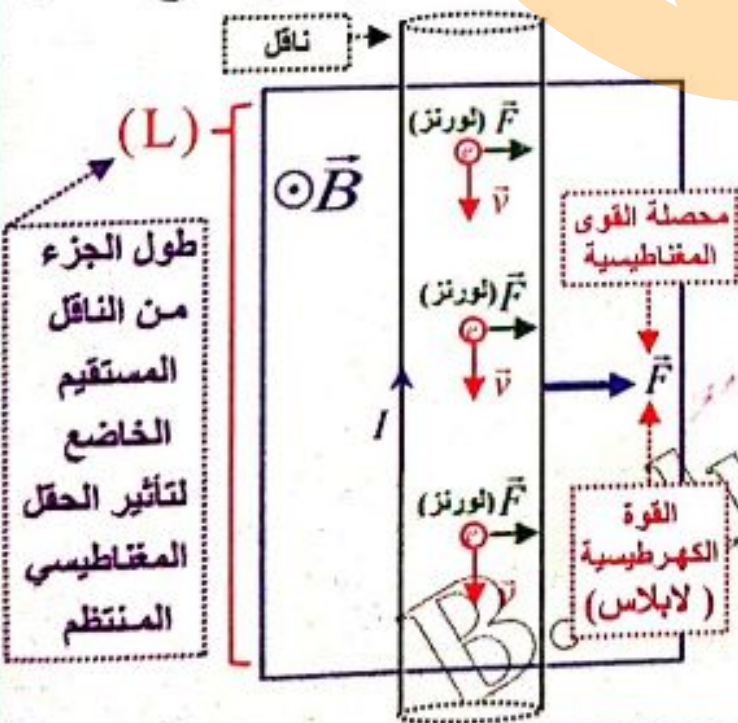 ناقل
(L)
⊙B⃗
طول الجزء
من الناقل
المستقيم
الخاضع
لتأثير الحقل
المغناطيسي
المنتظم
(لورنز) F⃗
e
v⃗
(لورنز) F⃗
e
v⃗
I
(لورنز) F⃗
e
v⃗
محصلة القوى
المغناطيسية
F⃗
القوة
الكهرطيسية
(لابلاس)
B.